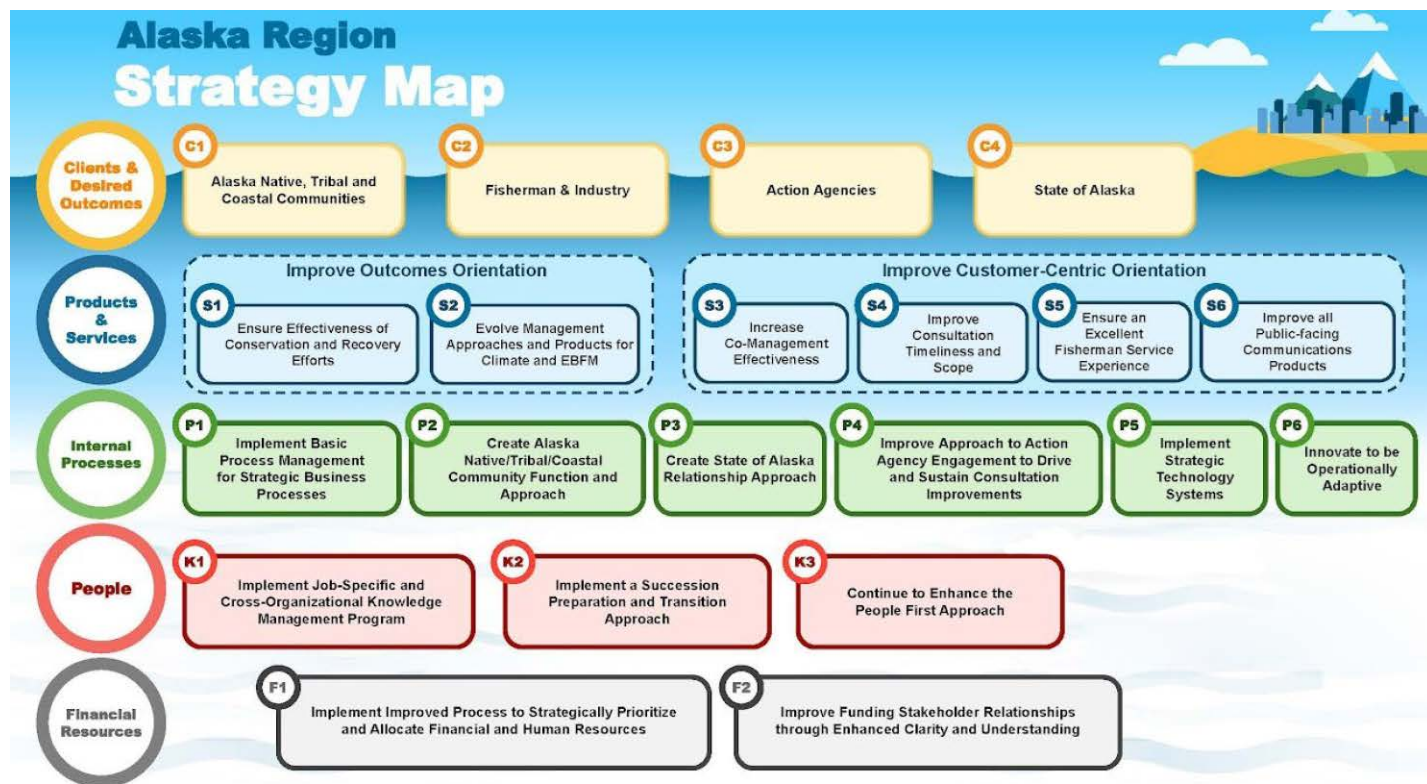 Alaska Region
Strategy Map
Clients &
Desired
Outcomes
C1
Alaska Native, Tribal and
Coastal Communities
C2
Fisherman & Industry
C3
Action Agencies
C4
State of Alaska
Products
&
Services
Improve Outcomes Orientation
S1
Ensure Effectiveness of
Conservation and Recovery
Efforts
S2
Evolve Management
Approaches and Products for
Climate and EBFM
Improve Customer-Centric Orientation
S3
Increase
Co-Management
Effectiveness
S4
Improve
Consultation
Timeliness and
Scope
S5
Ensure an
Excellent
Fisherman Service
Experience
S6
Improve all
Public-facing
Communications
Products
Internal
Processes
P1
Implement Basic
Process Management
for Strategic Business
Processes
P2
Create Alaska
Native/Tribal/Coastal
Community Function and
Approach
P3
Create State of Alaska
Relationship Approach
P4
Improve Approach to Action
Agency Engagement to Drive
and Sustain Consultation
Improvements
P5
Implement
Strategic
Technology
Systems
P6
Innovate to be
Operationally
Adaptive
People
K1
Implement Job-Specific and
Cross-Organizational Knowledge
Management Program
K2
Implement a Succession
Preparation and Transition
Approach
K3
Continue to Enhance the
People First Approach
Financial
Resources
F1
Implement Improved Process to Strategically Prioritize
and Allocate Financial and Human Resources
F2
Improve Funding Stakeholder Relationships
through Enhanced Clarity and Understanding